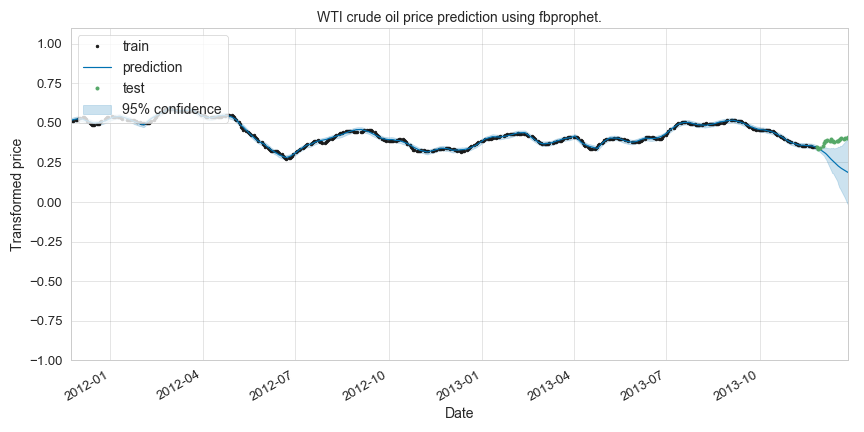 WTI crude oil price prediction using fbprophet.
1.00
0.75
0.50
0.25
0.00
−0.25
−0.50
−0.75
−1.00
Transformed price
train
prediction
test
95% confidence
2012-01
2012-04
2012-07
2012-10
2013-01
2013-04
2013-07
2013-10
Date